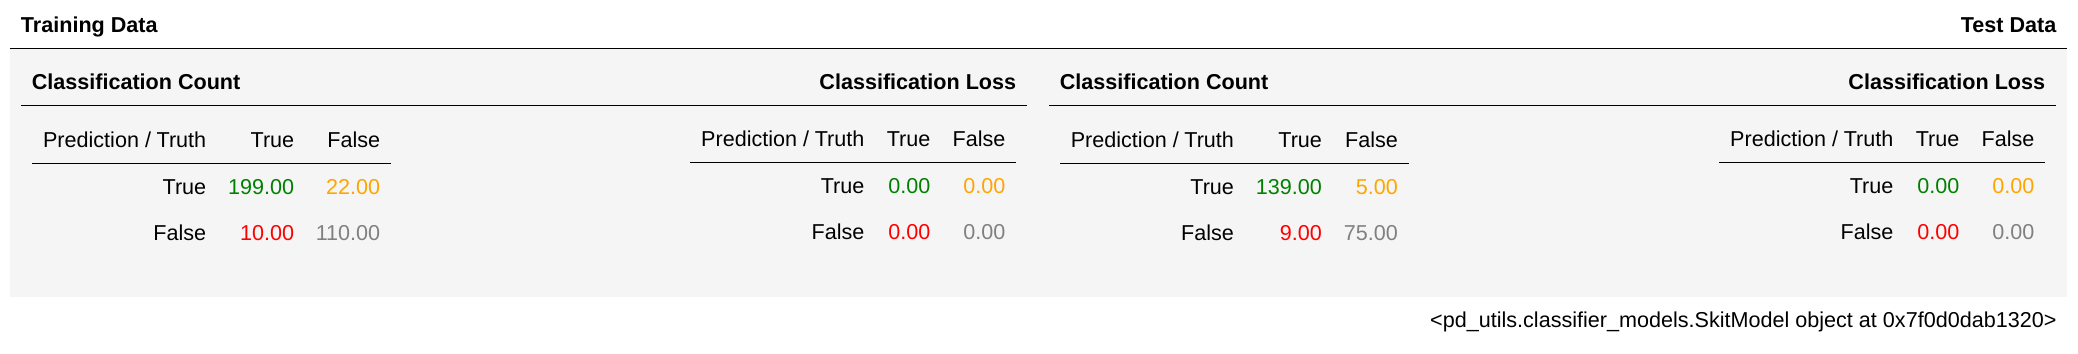 Training Data Test Data
Classification Count Classification Loss Classification Count Classification Loss
Prediction / Truth True False Prediction / Truth True False Prediction / Truth True False Prediction / Truth True False
True 199.00 22.00 True 0.00 0.00 True 139.00 5.00 True 0.00 0.00
False 10.00 110.00 False 0.00 0.00 False 9.00 75.00 False 0.00 0.00
<pd_utils.classifier_models.SkitModel object at 0x7f0d0dab1320>